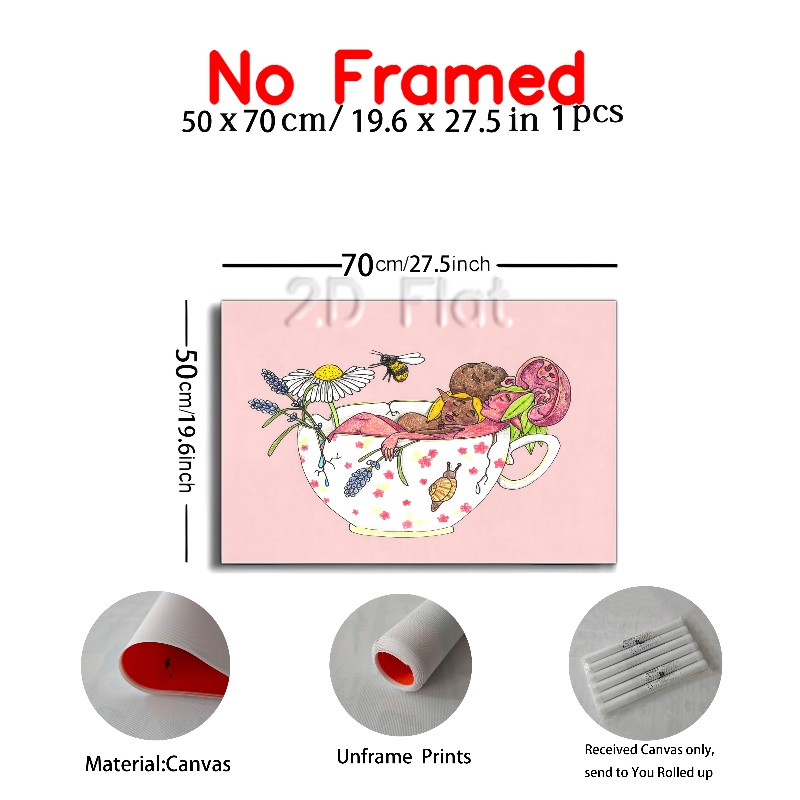 No Framed
50 x 70 cm/ 19.6 x 27.5 in 1pcs
70cm/27.5inch
2D Flat
50cm/19.6inch
Material:Canvas
Unframe Prints
Received Canvas only,
send to You Rolled up